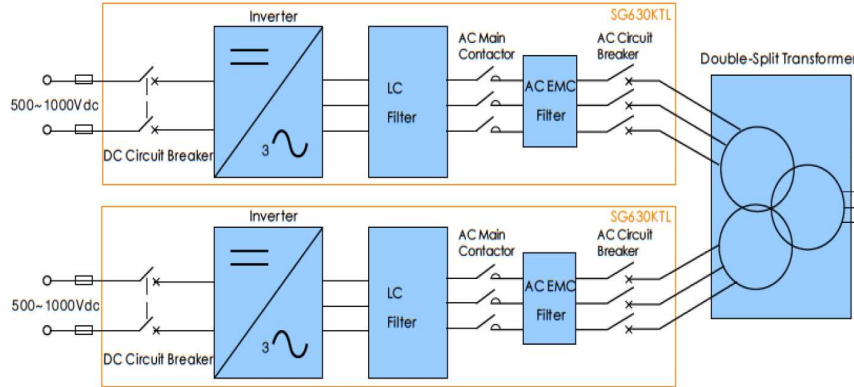 SG630KTL
Inverter
AC Main
Contactor
AC Circuit
Breaker
Double-Split Transformer
500~1000Vdc
LC
Filter
AC EMC
Filter
3
DC Circuit Breaker
Inverter
SG630KTL
AC Main
Contactor
AC Circuit
Breaker
500~1000Vdc
LC
Filter
AC EMC
Filter
3
DC Circuit Breaker